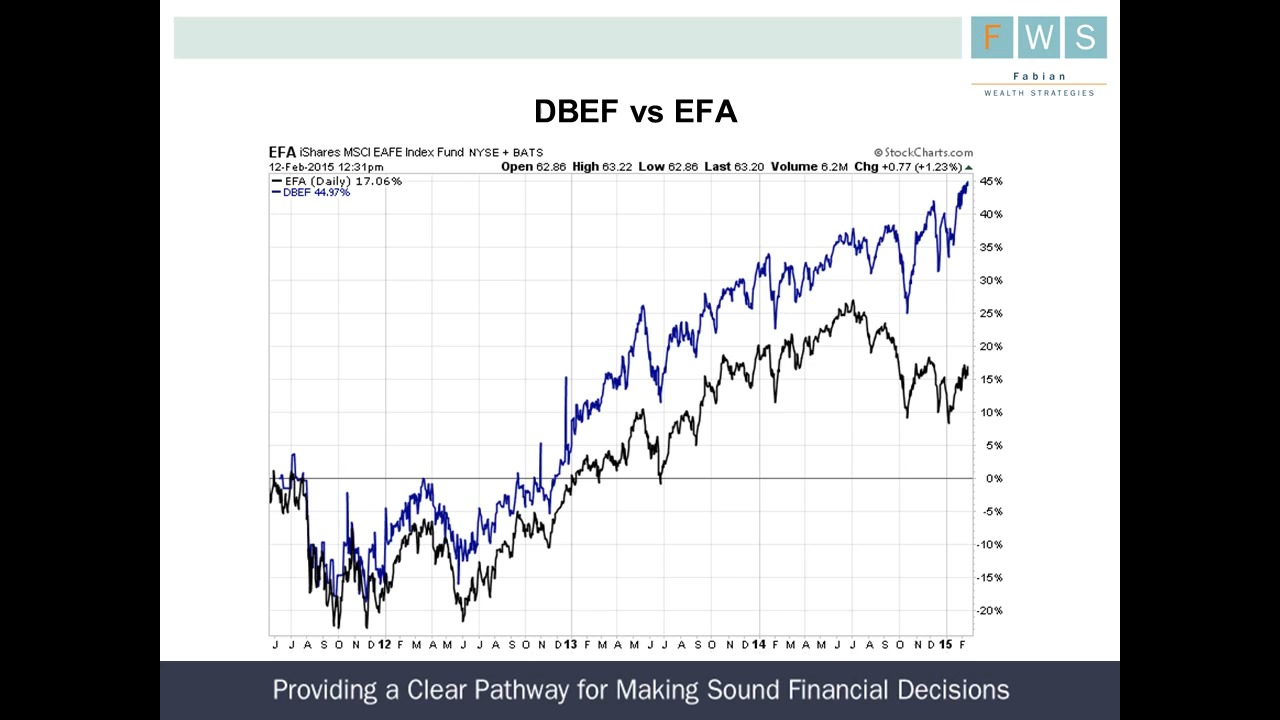 F W S
Fabian
WEALTH STRATEGIES
DBEF vs EFA
EFA iShares MSCI EAFE Index Fund NYSE + BATS ©StockCharts.com
12-Feb-2015 12:31pm Open 62.86 High 63.22 Low 62.86 Last 63.20 Volume 6.2M Chg +0.77 (+1.23%)
EFA (Daily) 17.06%
DBEF 44.97%
45%
40%
35%
30%
25%
20%
15%
10%
5%
0%
-5%
-10%
-15%
-20%
J J A S O N D 12 F M A M J J A S O N D 13 F M A M J J A S O N D 14 F M A M J J A S O N D 15 F
Providing a Clear Pathway for Making Sound Financial Decisions